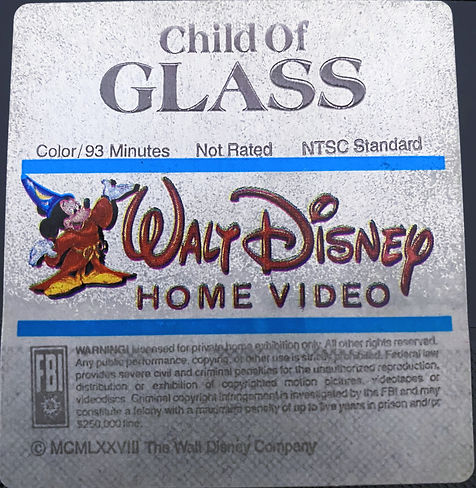 Child Of
GLASS
Color/93 Minutes Not Rated NTSC Standard
WALT DISNEY
HOME VIDEO
FBI
WARNING! Licensed for private home exhibition only. All other rights reserved.
Any public performance, copying, or other use is strictly prohibited. Federal law
provides severe civil and criminal penalties for the unauthorized reproduction,
distribution or exhibition of copyrighted motion pictures, videotapes or
videodiscs. Criminal copyright infringement is investigated by the FBI and may
constitute a felony with a maximum penalty of up to five years in prison and/or
$250,000 fine.
© MCMLXXVIII The Walt Disney Company